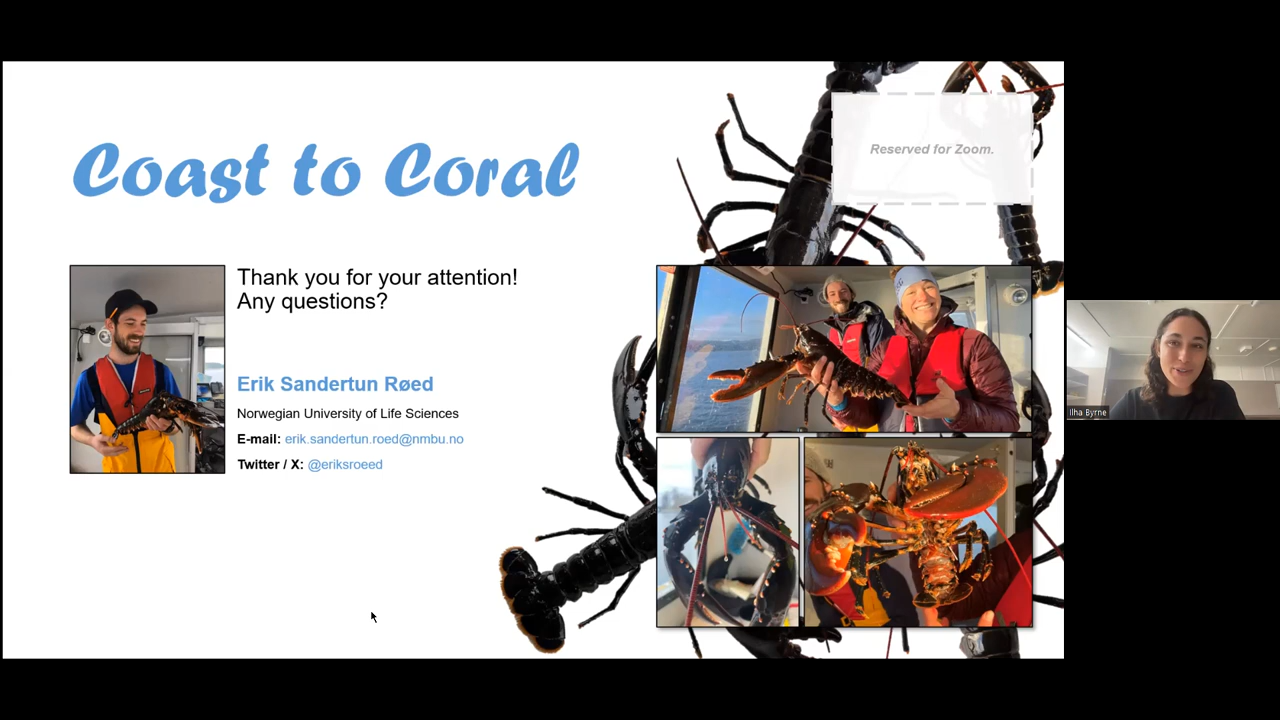 Coast to Coral
Reserved for Zoom.
Thank you for your attention!
Any questions?
Erik Sandertun Røed
Norwegian University of Life Sciences
E-mail: erik.sandertun.roed@nmbu.no
Twitter / X: @eriksroeed
Ilha Byrne